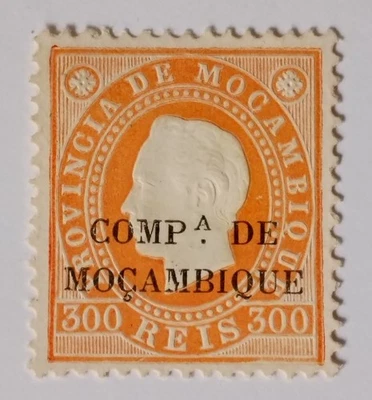 PROVINCIA DE MOÇAMBIQUE
COMPᴬ. DE
MOÇAMBIQUE
300 REIS 300